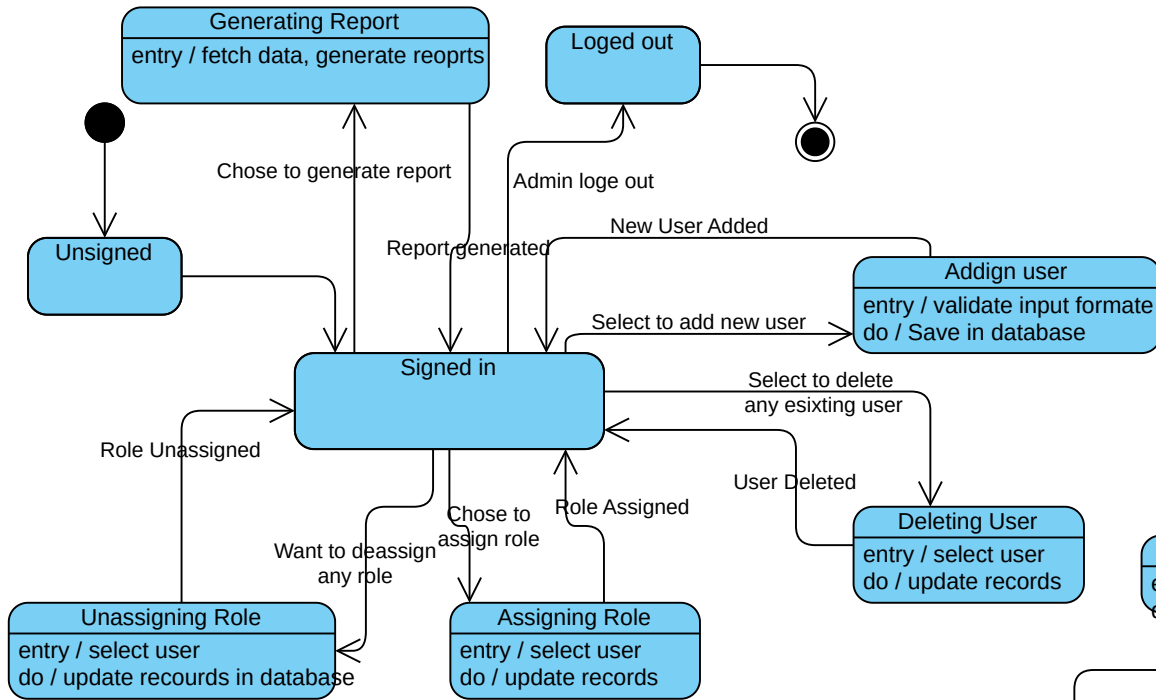 Generating Report
entry / fetch data, generate reoprts
Loged out
Chose to generate report
Admin loge out
Unsigned
Report generated
New User Added
Addign user
entry / validate input formate
do / Save in database
Select to add new user
Signed in
Select to delete
any esixting user
Role Unassigned
User Deleted
Chose to
assign role
Role Assigned
Want to deassign
any role
Deleting User
entry / select user
do / update records
Unassigning Role
entry / select user
do / update recourds in database
Assigning Role
entry / select user
do / update records